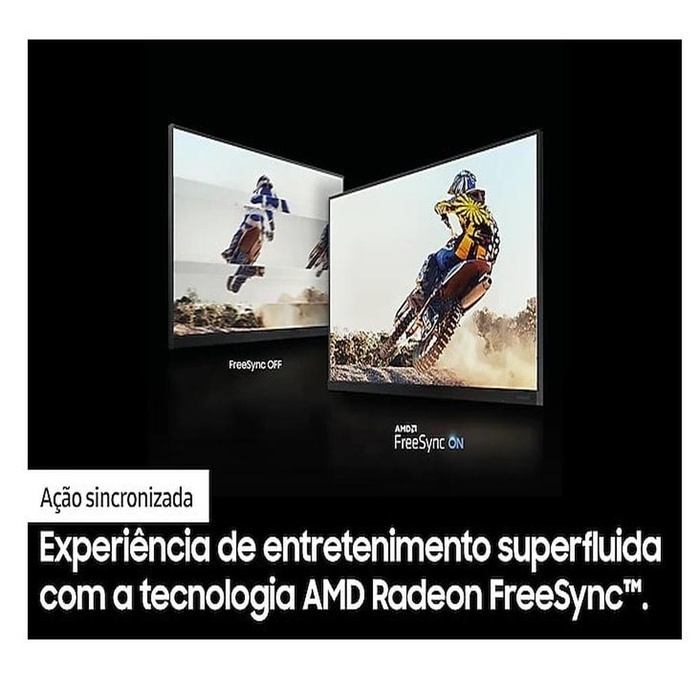 FreeSync OFF
AMD
FreeSync ON
Ação sincronizada
Experiência de entretenimento superfluida
com a tecnologia AMD Radeon FreeSync™.